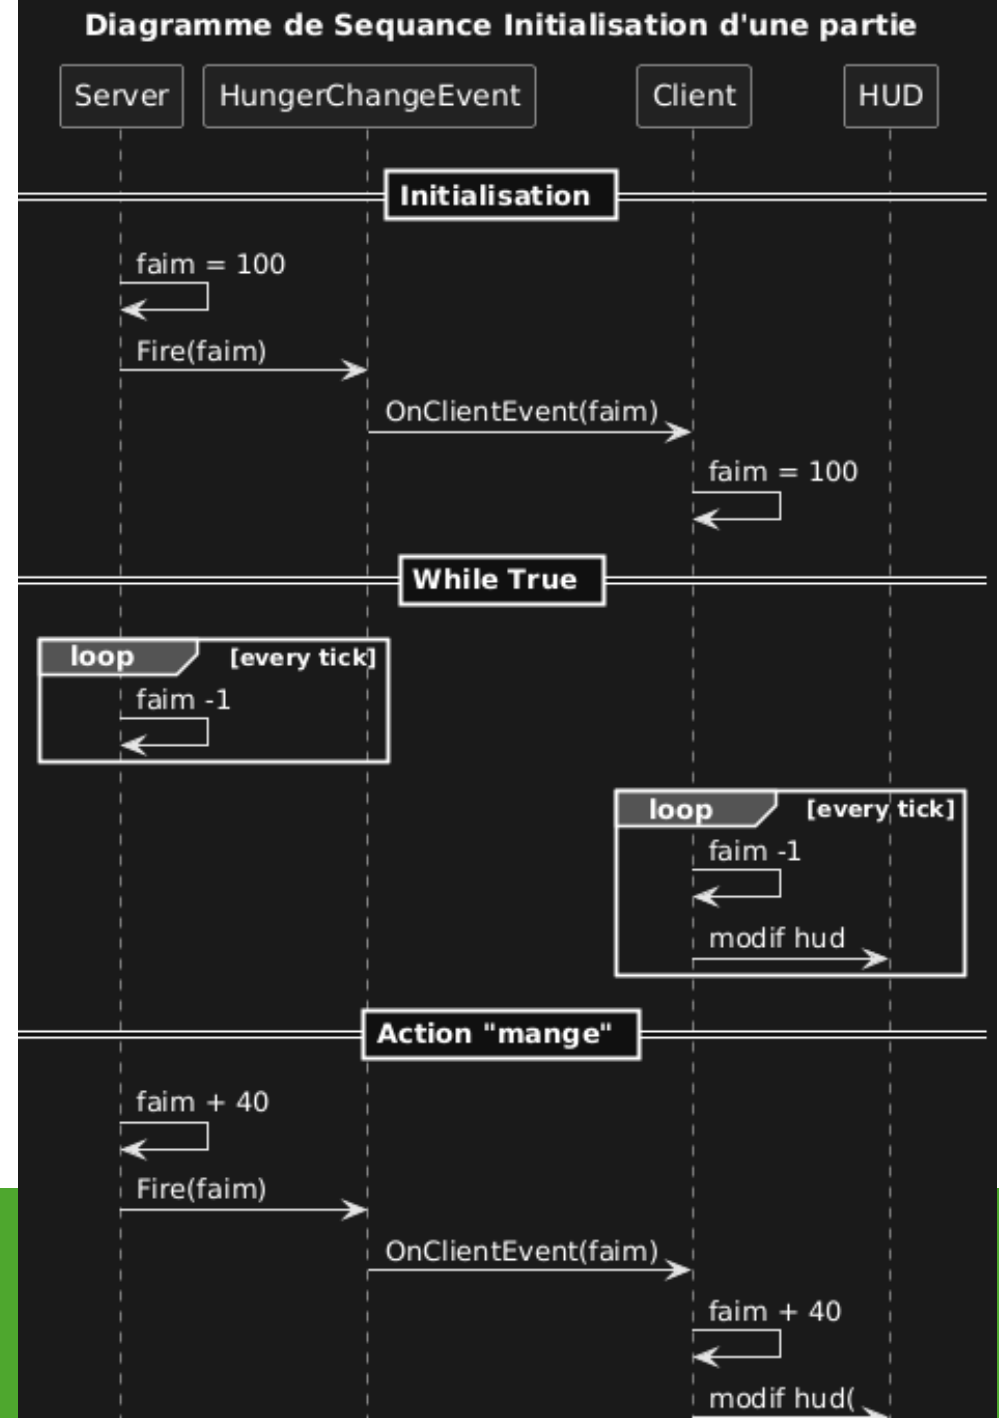 Diagramme de Sequance Initialisation d'une partie
Server HungerChangeEvent Client HUD
Initialisation
faim = 100
Fire(faim)
OnClientEvent(faim)
faim = 100
While True
loop [every tick]
faim -1
loop [every tick]
faim -1
modif hud
Action "mange"
faim + 40
Fire(faim)
OnClientEvent(faim)
faim + 40
modif hud(